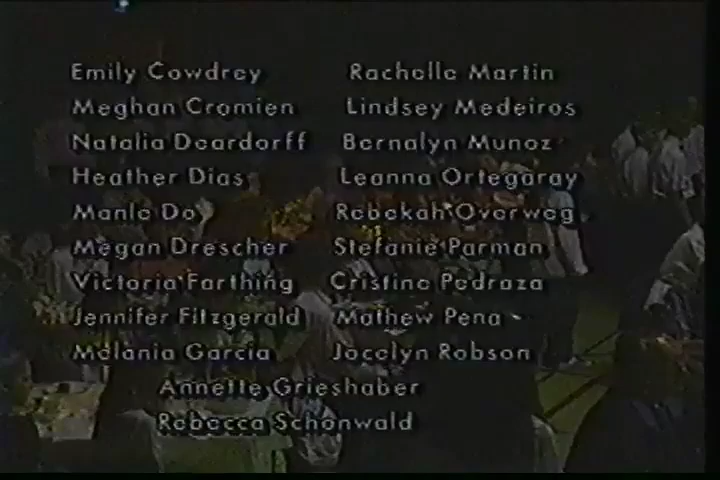 Emily Cowdrey Rachelle Martin
Meghan Cromien Lindsey Medeiros
Natalia Deardorff Bernalyn Munoz
Heather Dias Leanna Ortegaray
Manle Do Rebekah Overweg
Megan Drescher Stefanie Parman
Victoria Farthing Cristina Pedraza
Jennifer Fitzgerald Mathew Pena
Melania Garcia Jocelyn Robson
Annette Grieshaber
Rebecca Schonwald